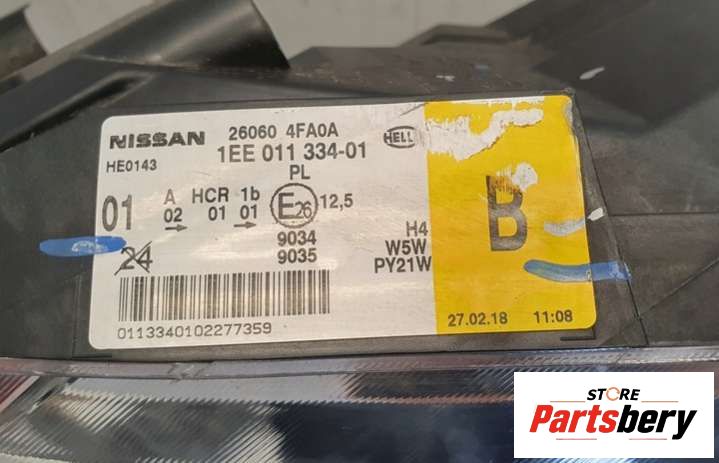 NISSAN 26060 4FA0A
HELLA
HE0143 1EE 011 334-01
PL
01 A HCR 1b E26 12,5
02 01 01
24 9034 H4
9035 W5W
PY21W
B
0113340102277359
27.02.18 11:08
STORE
Partsbery